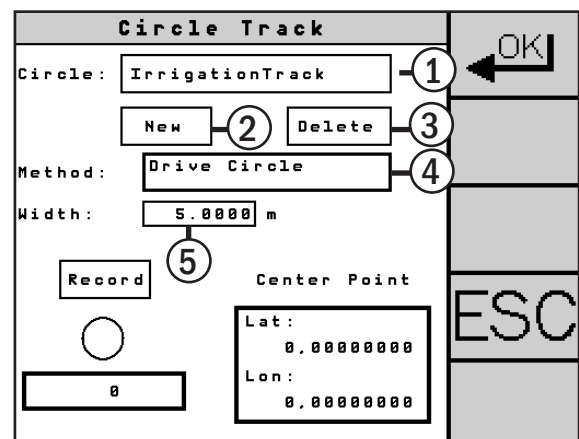 Circle Track
OK
Circle: IrrigationTrack
1
New
2
Delete
3
Method: Drive Circle
4
Width: 5.0000 m
5
Record
Center Point
ESC
Lat:
0,00000000
Lon:
0,00000000
0